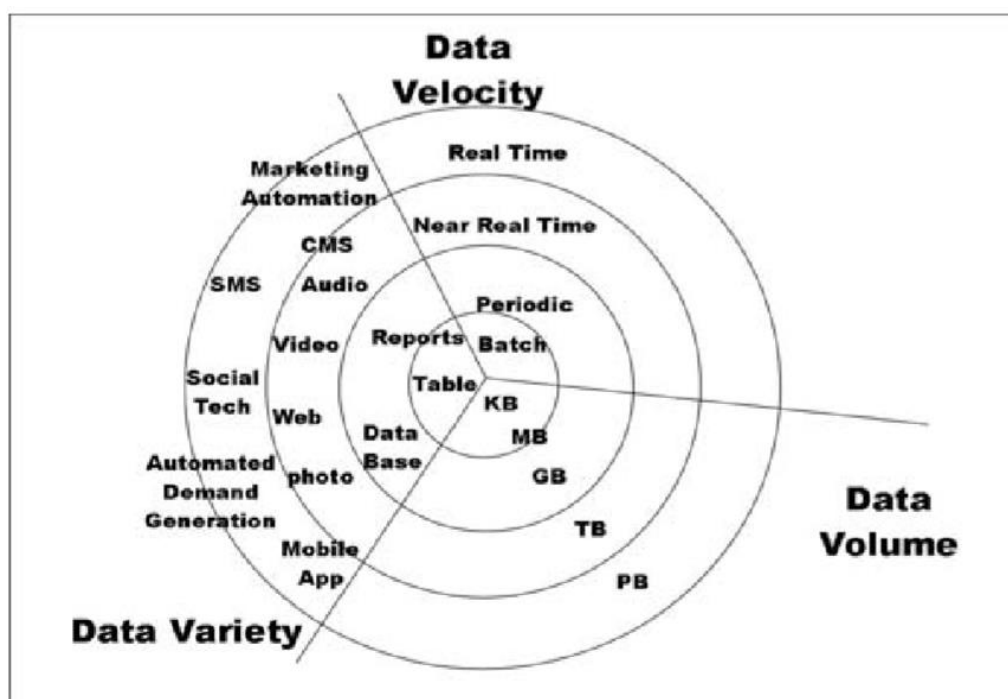 Data
Velocity
Real Time
Near Real Time
Periodic
Batch
Marketing
Automation
CMS
SMS
Audio
Reports
Video
Social
Tech
Table
Web
Data
Base
Automated
Demand
Generation
photo
Mobile
App
Data Variety
KB
MB
GB
TB
PB
Data
Volume